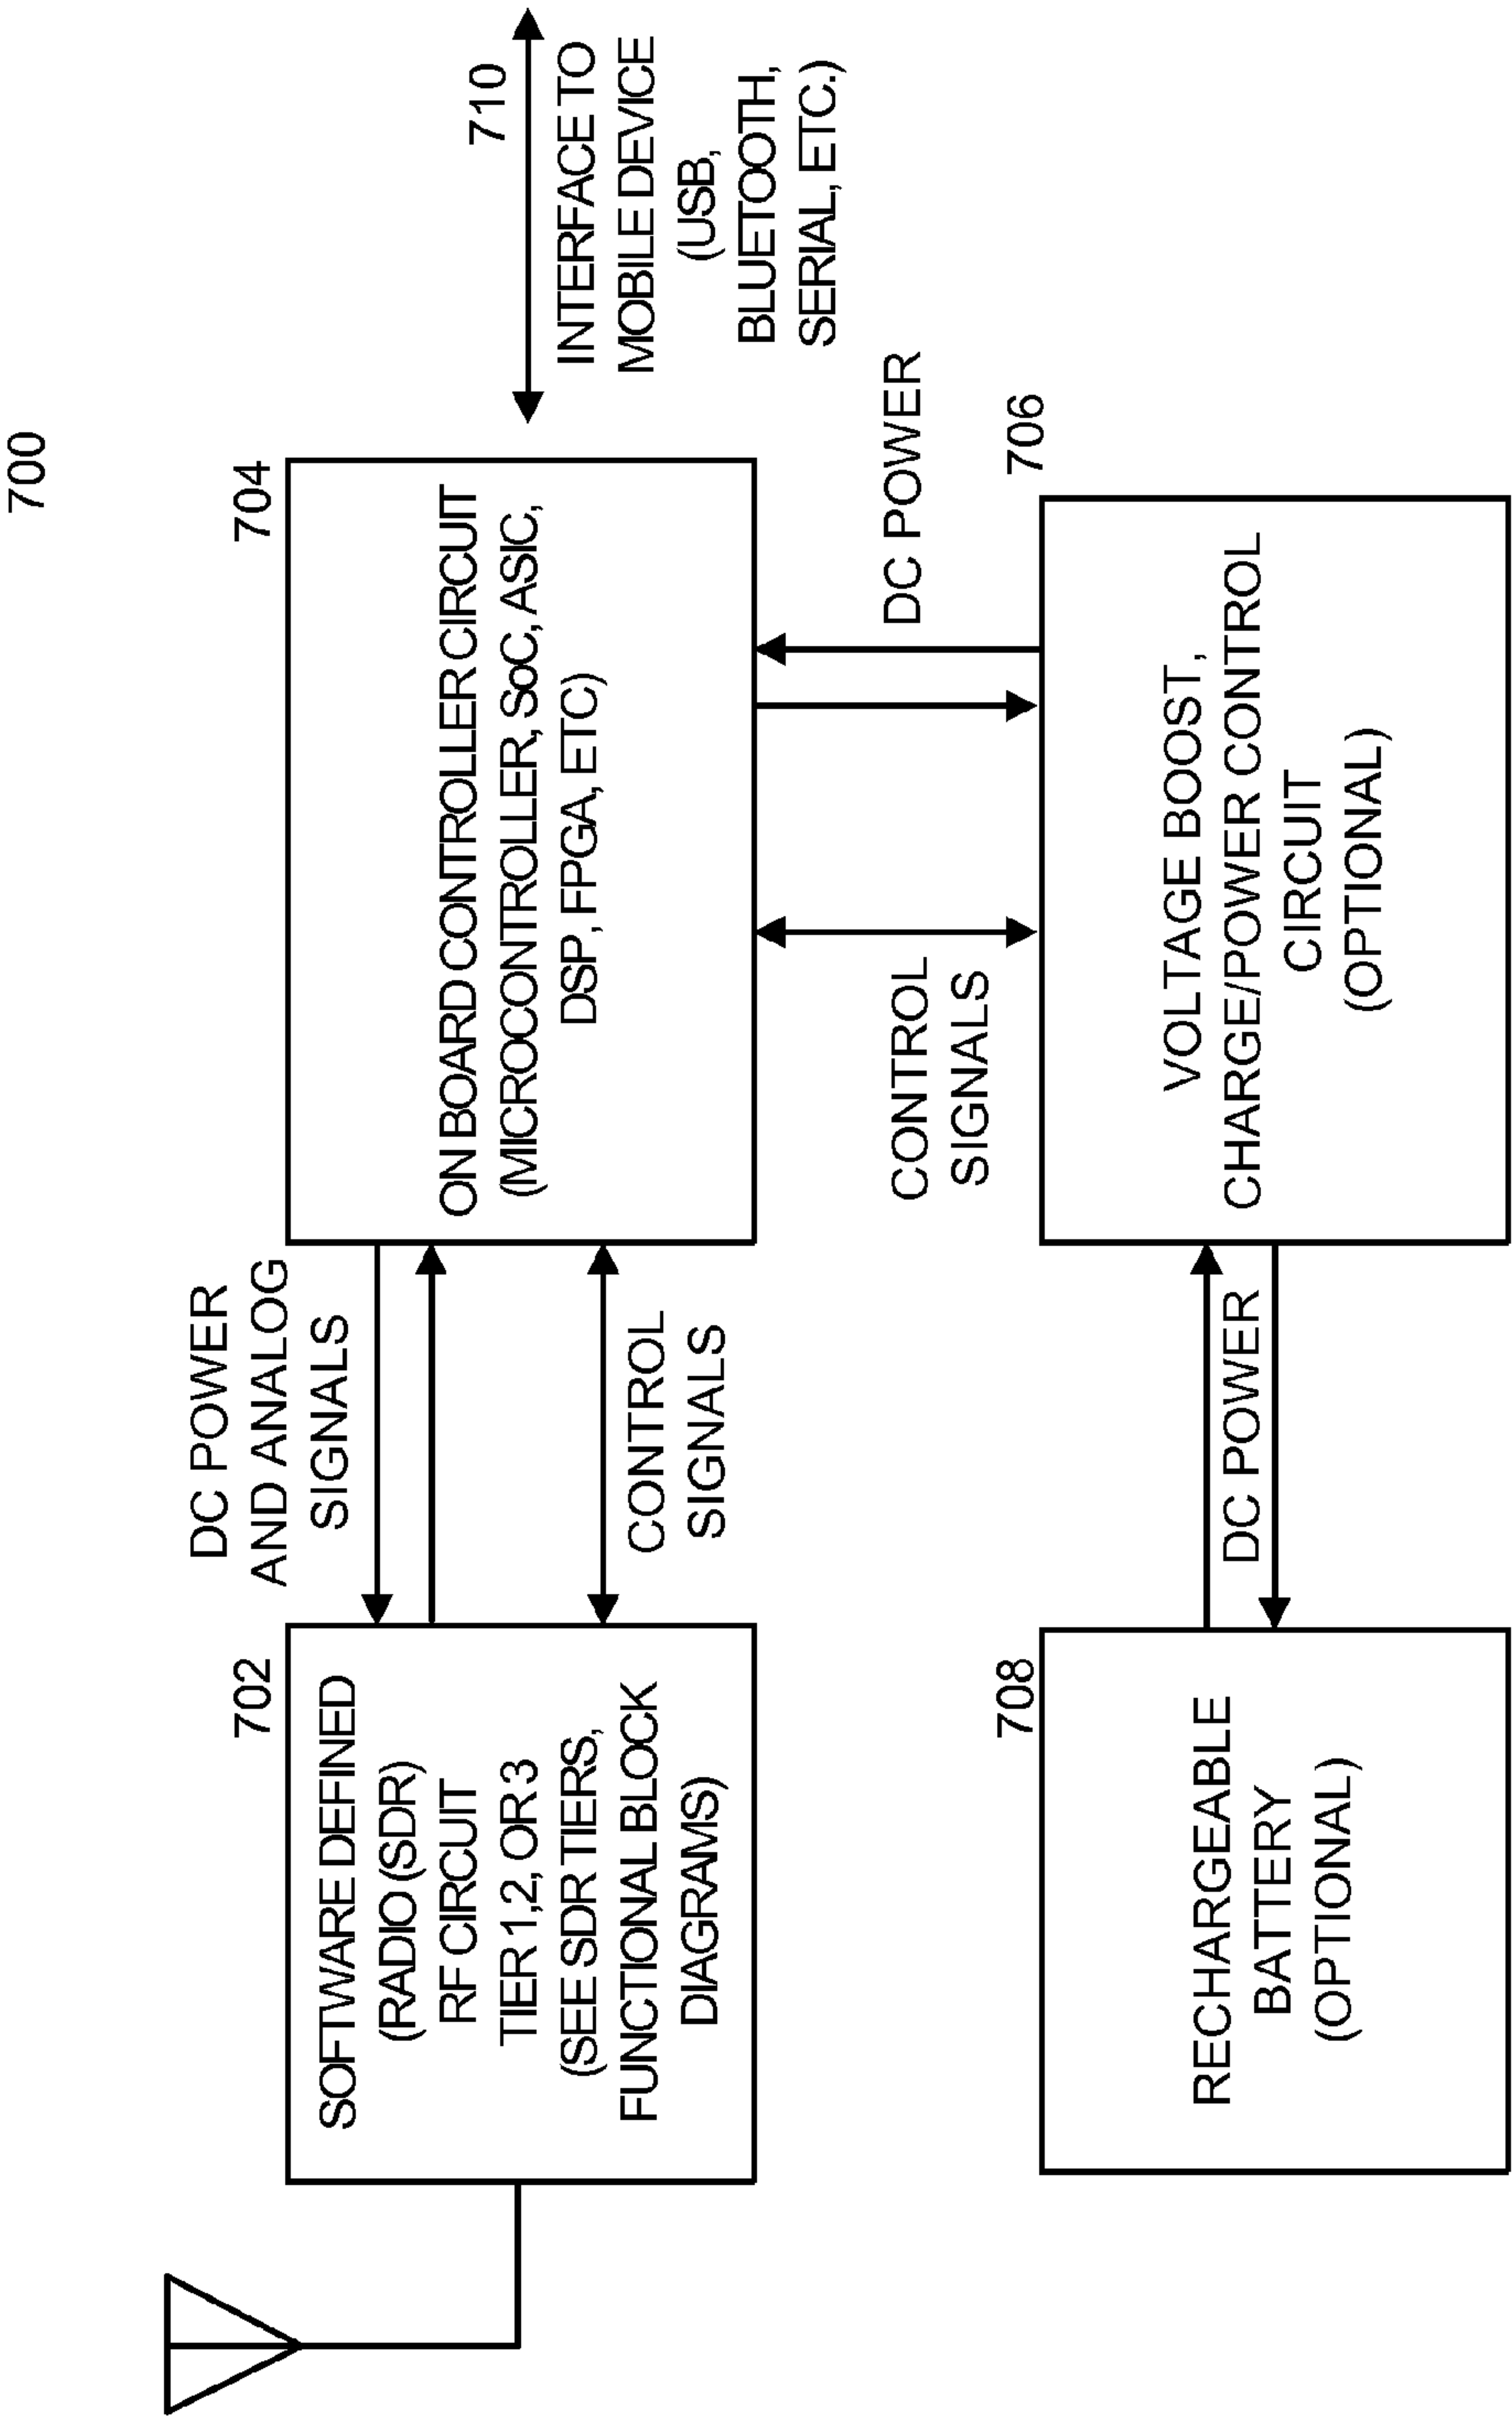 700
702
SOFTWARE DEFINED
(RADIO (SDR)
RF CIRCUIT
TIER 1,2, OR 3
(SEE SDR TIERS,
FUNCTIONAL BLOCK
DIAGRAMS)
DC POWER
AND ANALOG
SIGNALS
CONTROL
SIGNALS
704
ON BOARD CONTROLLER CIRCUIT
(MICROCONTROLLER, SoC, ASIC,
DSP, FPGA, ETC)
710
INTERFACE TO
MOBILE DEVICE
(USB,
BLUETOOTH,
SERIAL, ETC.)
CONTROL
SIGNALS
DC POWER
708
RECHARGEABLE
BATTERY
(OPTIONAL)
DC POWER
706
VOLTAGE BOOST,
CHARGE/POWER CONTROL
CIRCUIT
(OPTIONAL)